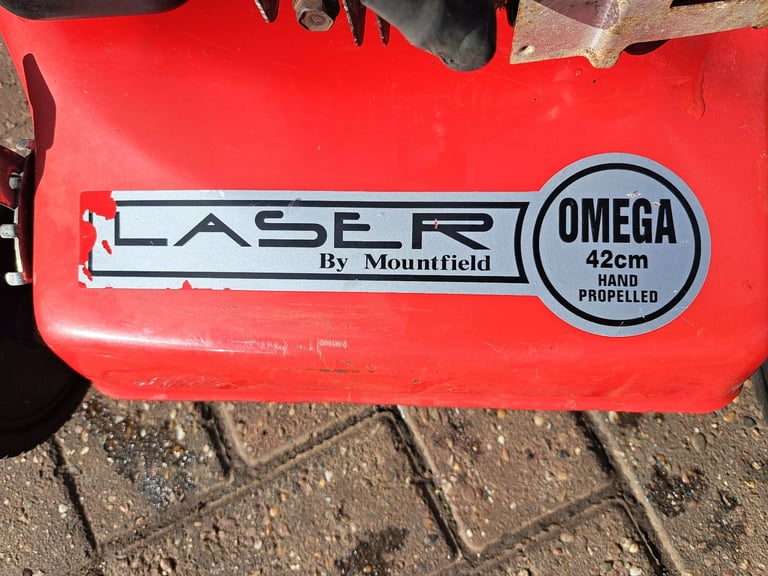 LASER
By Mountfield
OMEGA
42cm
HAND
PROPELLED